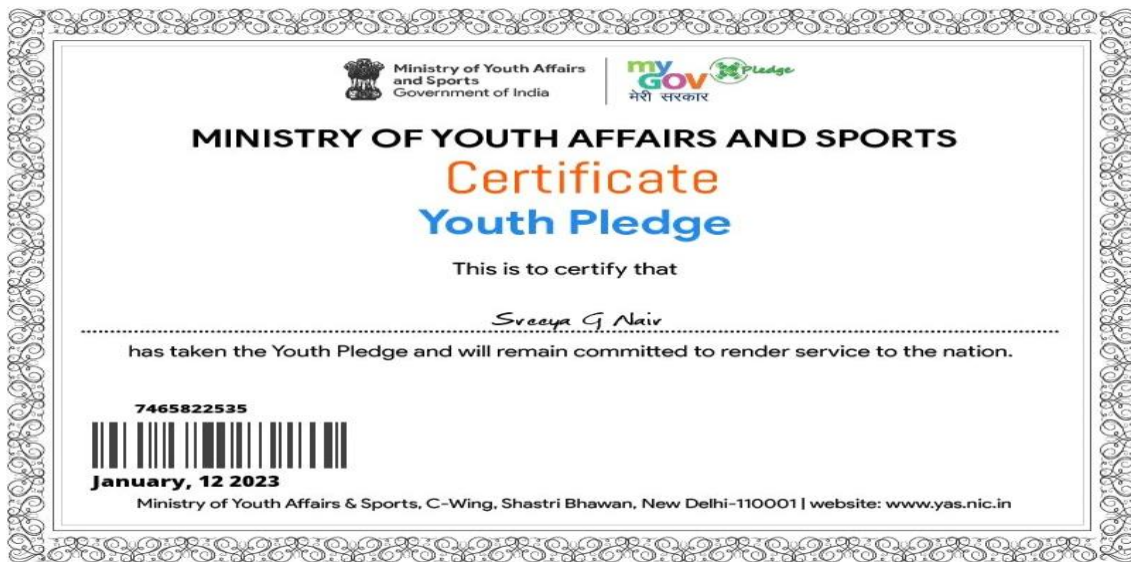 Ministry of Youth Affairs
and Sports
Government of India
my
GOV
मेरी सरकार
Pledge
MINISTRY OF YOUTH AFFAIRS AND SPORTS
Certificate
Youth Pledge
This is to certify that
Sreeya G Nair
has taken the Youth Pledge and will remain committed to render service to the nation.
7465822535
January, 12 2023
Ministry of Youth Affairs & Sports, C-Wing, Shastri Bhawan, New Delhi-110001 | website: www.yas.nic.in